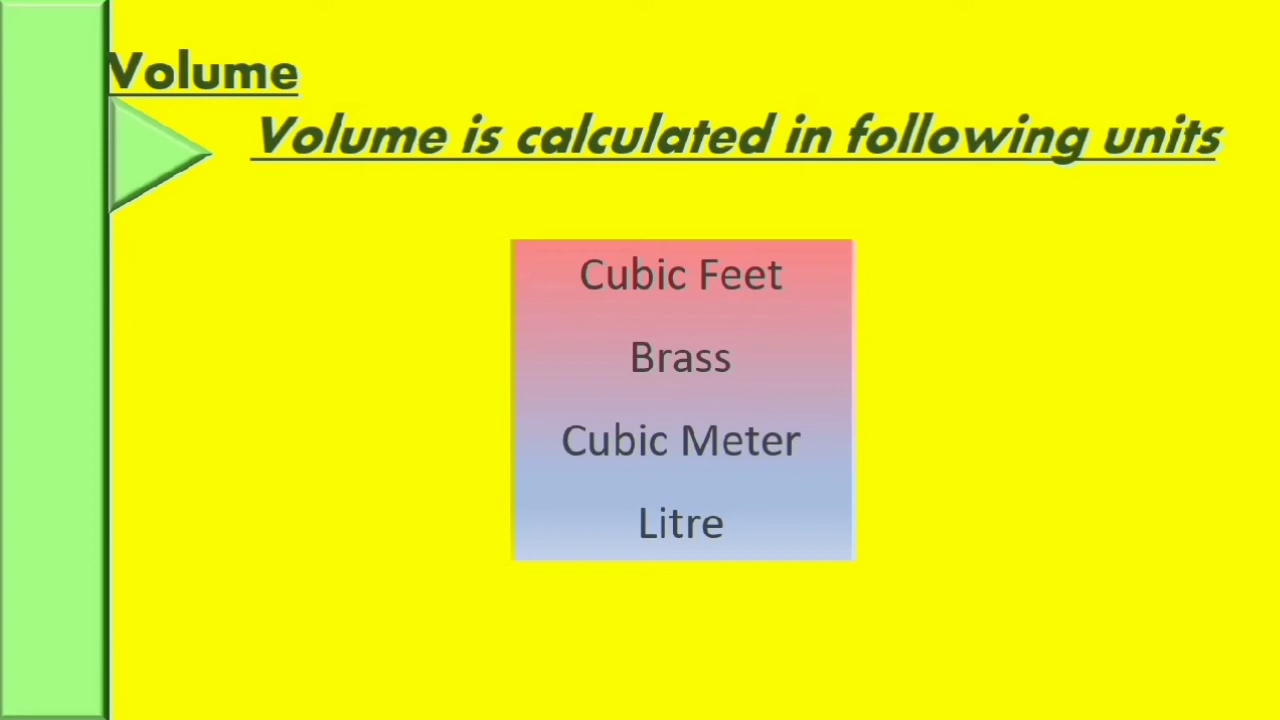 Volume
Volume is calculated in following units
Cubic Feet
Brass
Cubic Meter
Litre